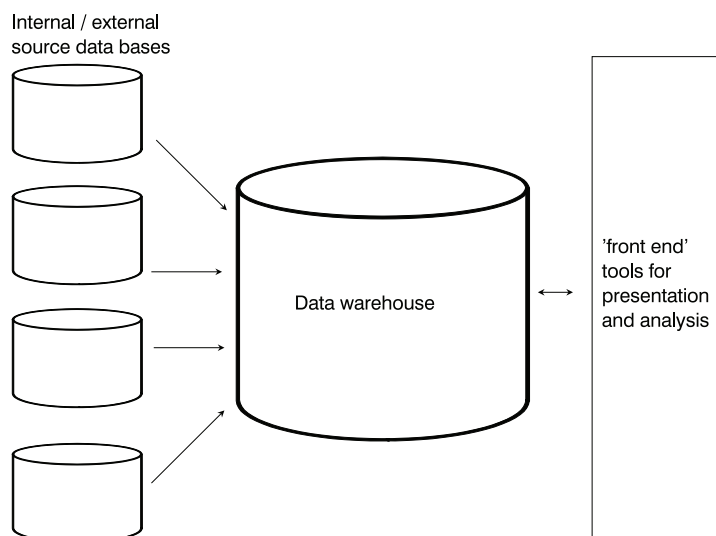 Internal / external
source data bases
Data warehouse
'front end'
tools for
presentation
and analysis